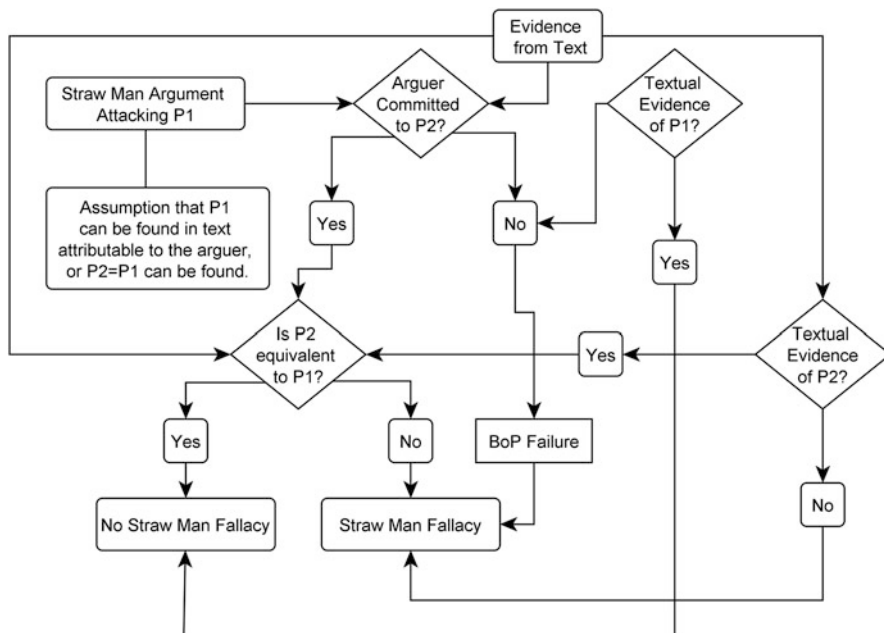 Evidence
from Text
Straw Man Argument
Attacking P1
Arguer
Committed
to P2?
Textual
Evidence
of P1?
Assumption that P1
can be found in text
attributable to the arguer,
or P2=P1 can be found.
Yes
No
Yes
Is P2
equivalent
to P1?
Yes
Textual
Evidence
of P2?
Yes
No
BoP Failure
No
No Straw Man Fallacy
Straw Man Fallacy